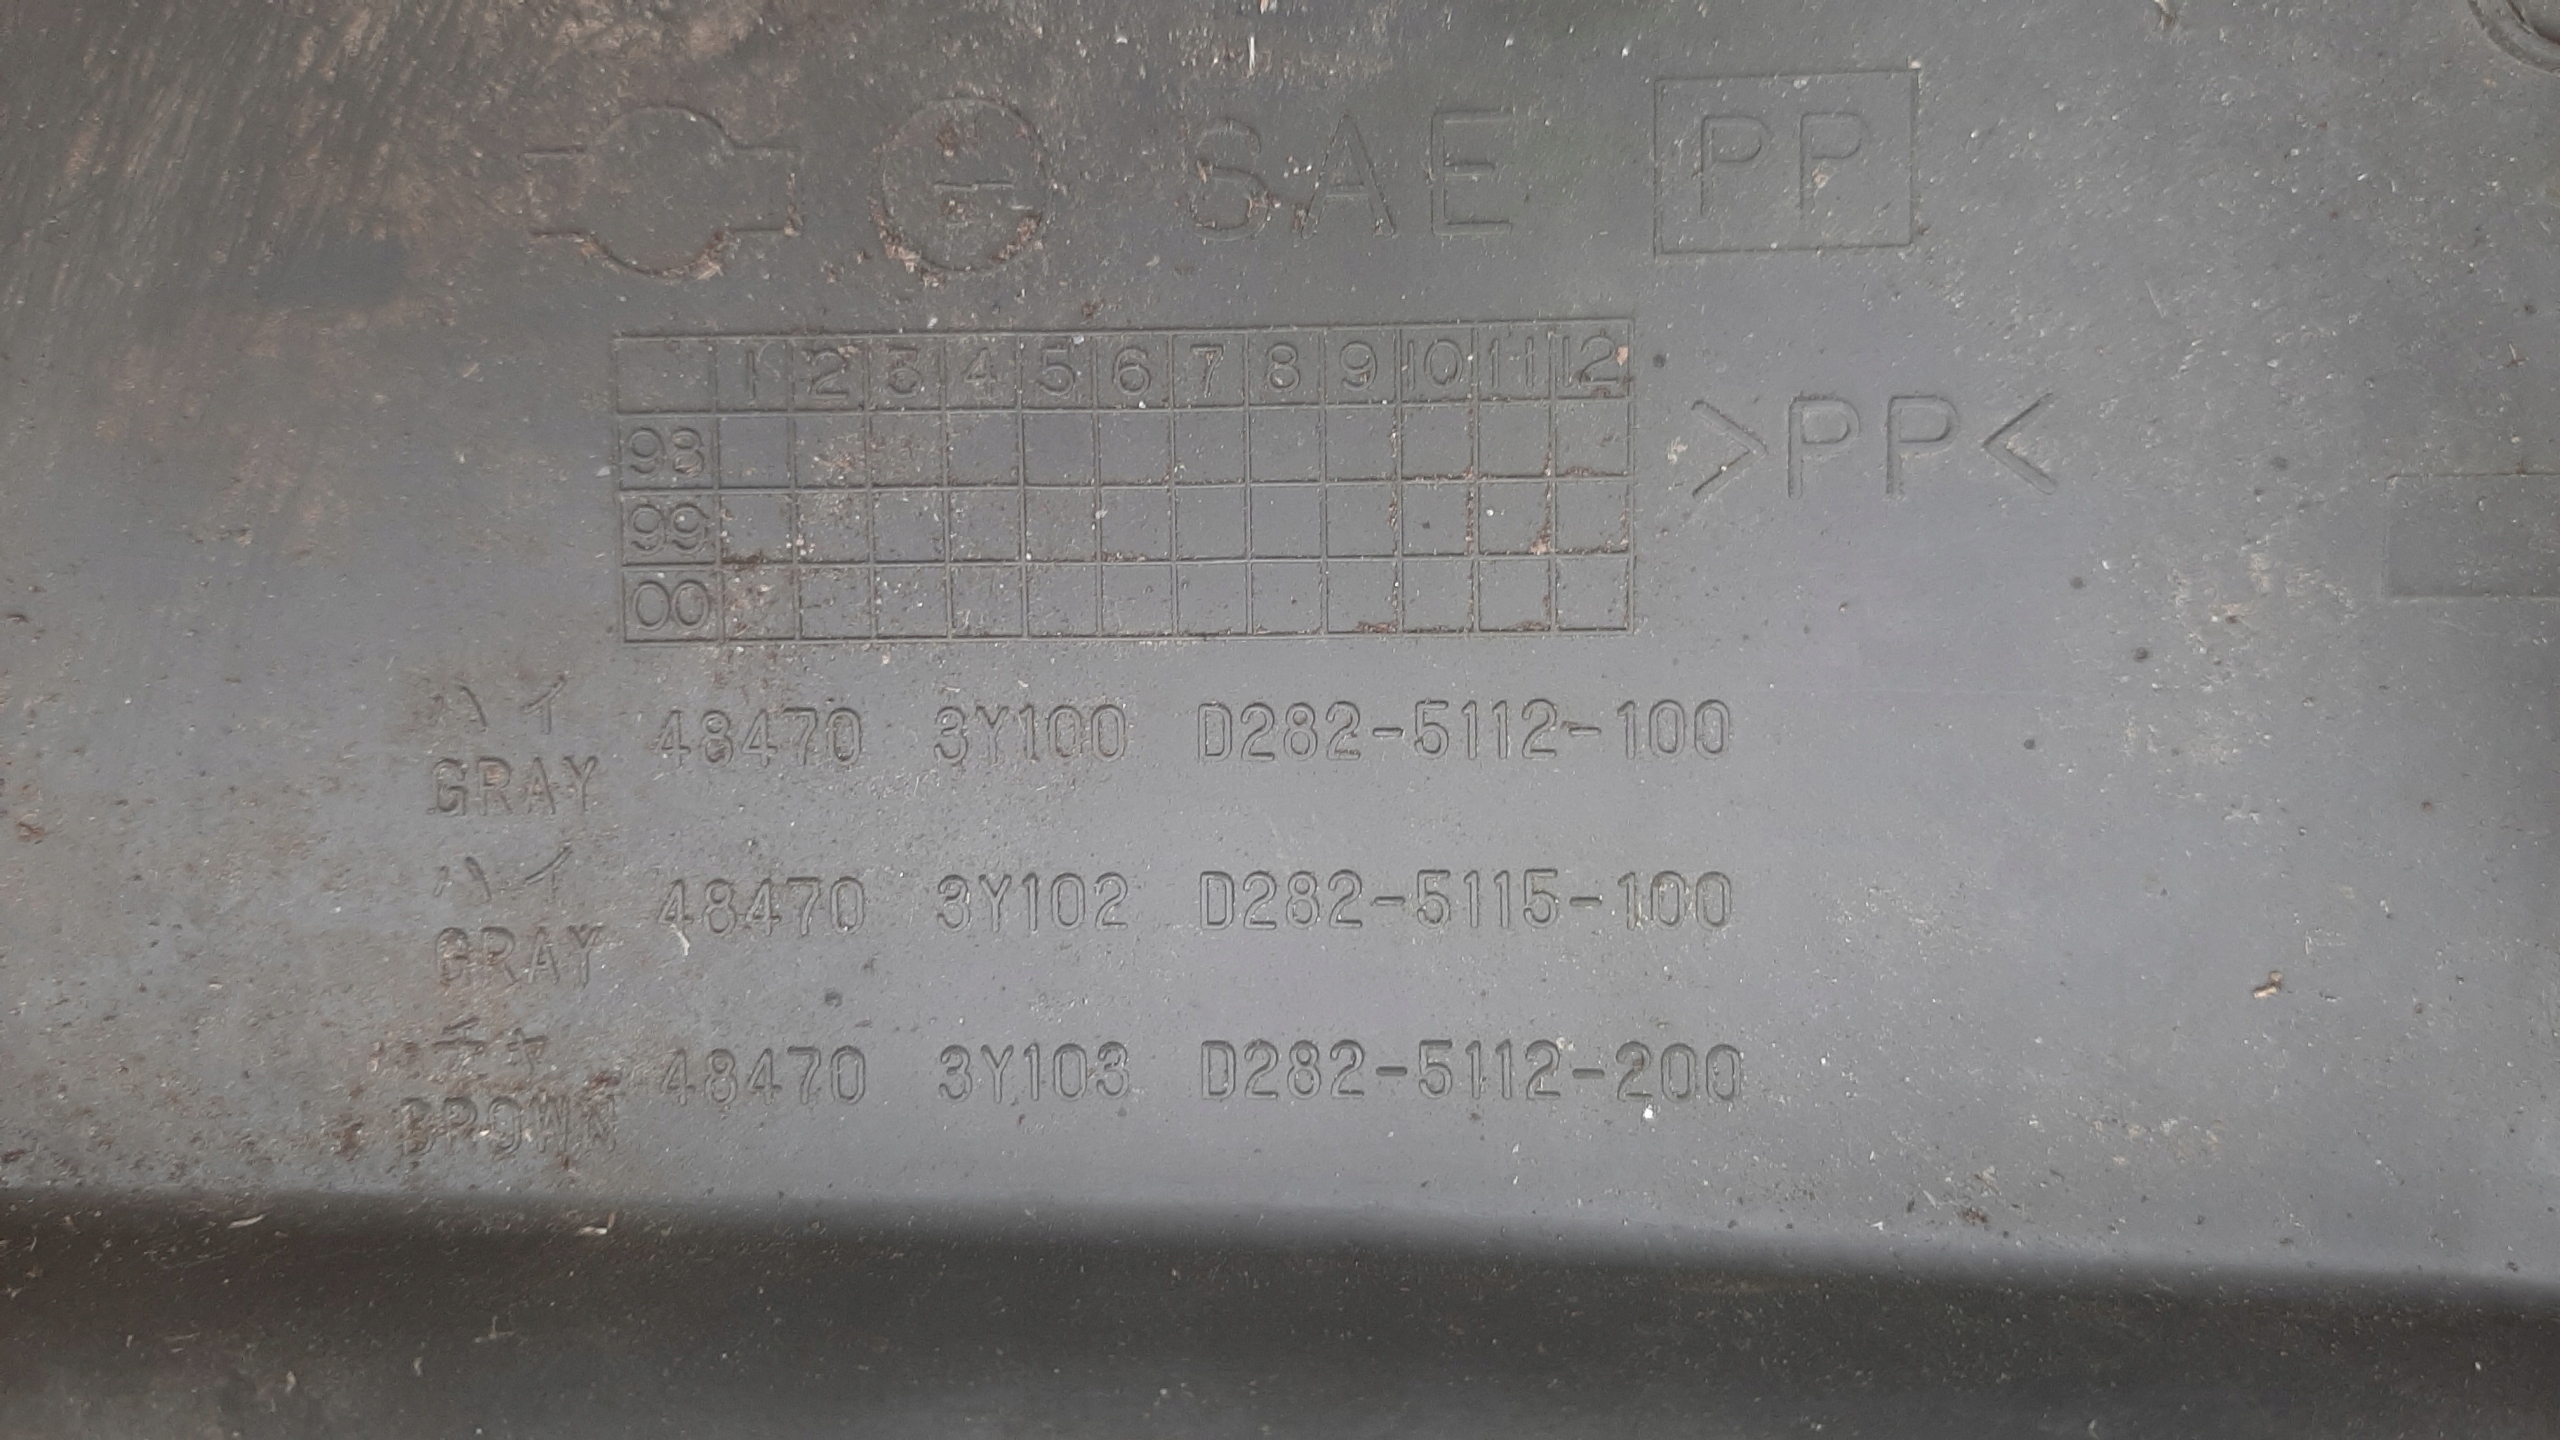 SAE PP
1 2 3 4 5 6 7 8 9 10 11 12
98
99
00
>PP<
ハイ
GRAY 48470 3Y100 D282-5112-100
ハイ
GRAY 48470 3Y102 D282-5115-100
チャ
BROWN 48470 3Y103 D282-5112-200